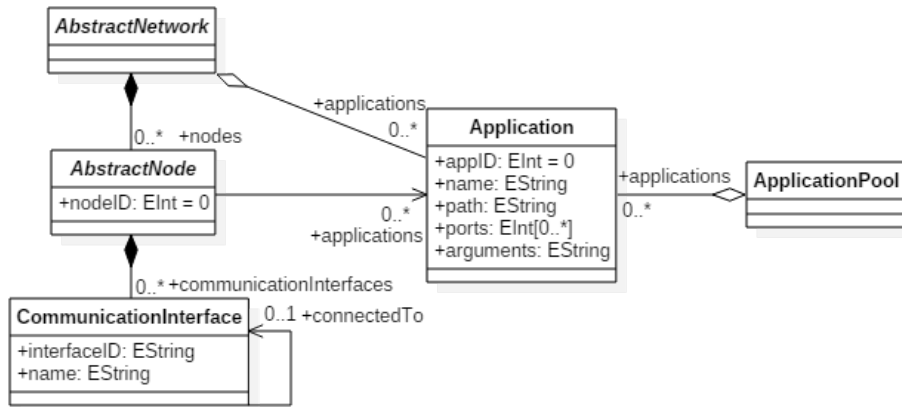 AbstractNetwork
+applications
0..*
0..* +nodes
Application
+appID: EInt = 0
+name: EString
+path: EString
+ports: EInt[0..*]
+arguments: EString
AbstractNode
+nodeID: EInt = 0
0..*
+applications
+applications
0..*
ApplicationPool
0..* +communicationInterfaces
CommunicationInterface
+interfaceID: EString
+name: EString
0..1 +connectedTo